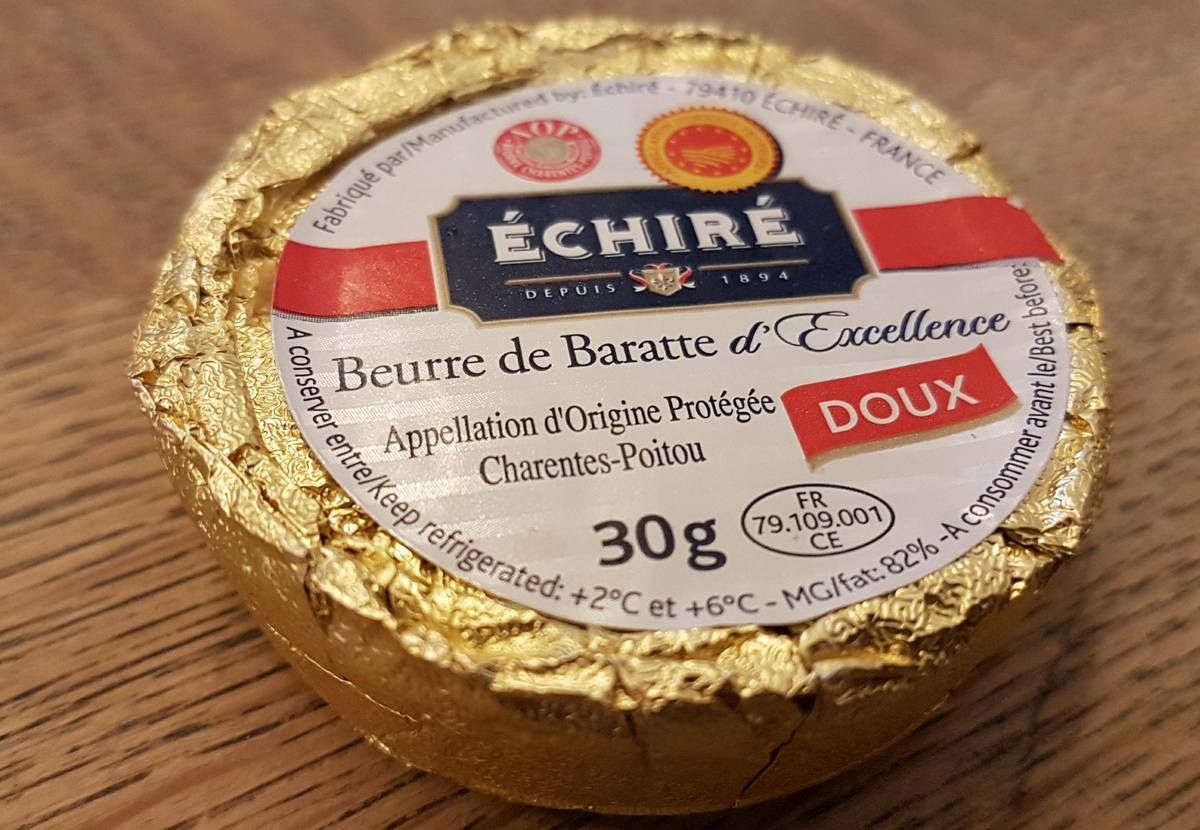 Fabriqué par/Manufactured by: Échiré - 79410 ÉCHIRÉ - FRANCE
AOP
CHARENTES-POITOU
ÉCHIRÉ
DEPUIS 1894
Beurre de Baratte d'Excellence
Appellation d'Origine Protégée
Charentes-Poitou
DOUX
30g
FR
79.109.001
CE
A conserver entre/Keep refrigerated: +2°C et +6°C - MG/fat: 82% - A consommer avant le/Best before: